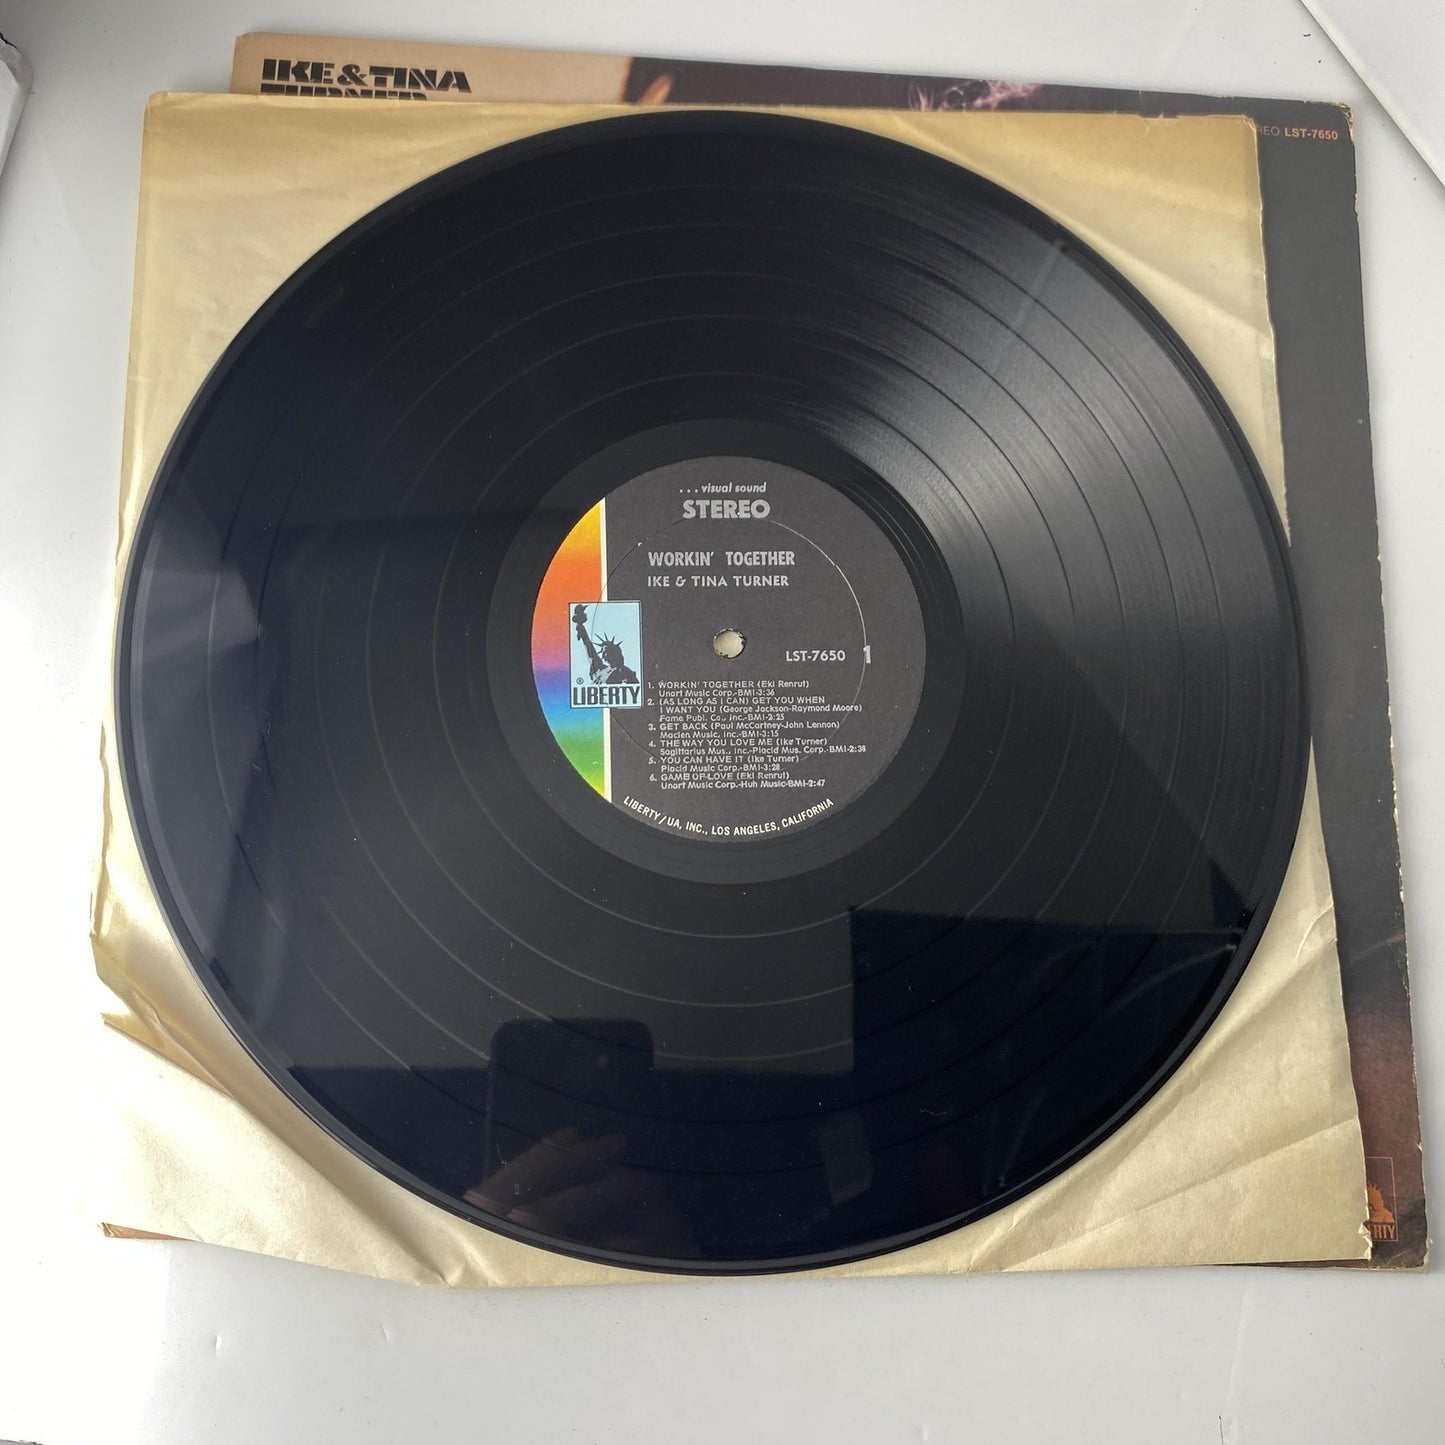 IKE & TINA
TURNER
REO LST-7650
...visual sound
STEREO
WORKIN' TOGETHER
IKE & TINA TURNER
LST-7650 1
® LIBERTY
1. WORKIN' TOGETHER (Eki Renrut)
Unart Music Corp.-BMI-3:36
2. (AS LONG AS I CAN) GET YOU WHEN
I WANT YOU (George Jackson-Raymond Moore)
Fame Publ. Co., Inc.-BMI-2:25
3. GET BACK (Paul McCartney-John Lennon)
Maclen Music, Inc.-BMI-3:15
4. THE WAY YOU LOVE ME (Ike Turner)
Sagittarius Mus., Inc.-Placid Mus. Corp.-BMI-2:38
5. YOU CAN HAVE IT (Ike Turner)
Placid Music Corp.-BMI-3:28
6. GAME OF LOVE (Eki Renrut)
Unart Music Corp.-Huh Music-BMI-2:47
LIBERTY/UA, INC., LOS ANGELES, CALIFORNIA
ERTY